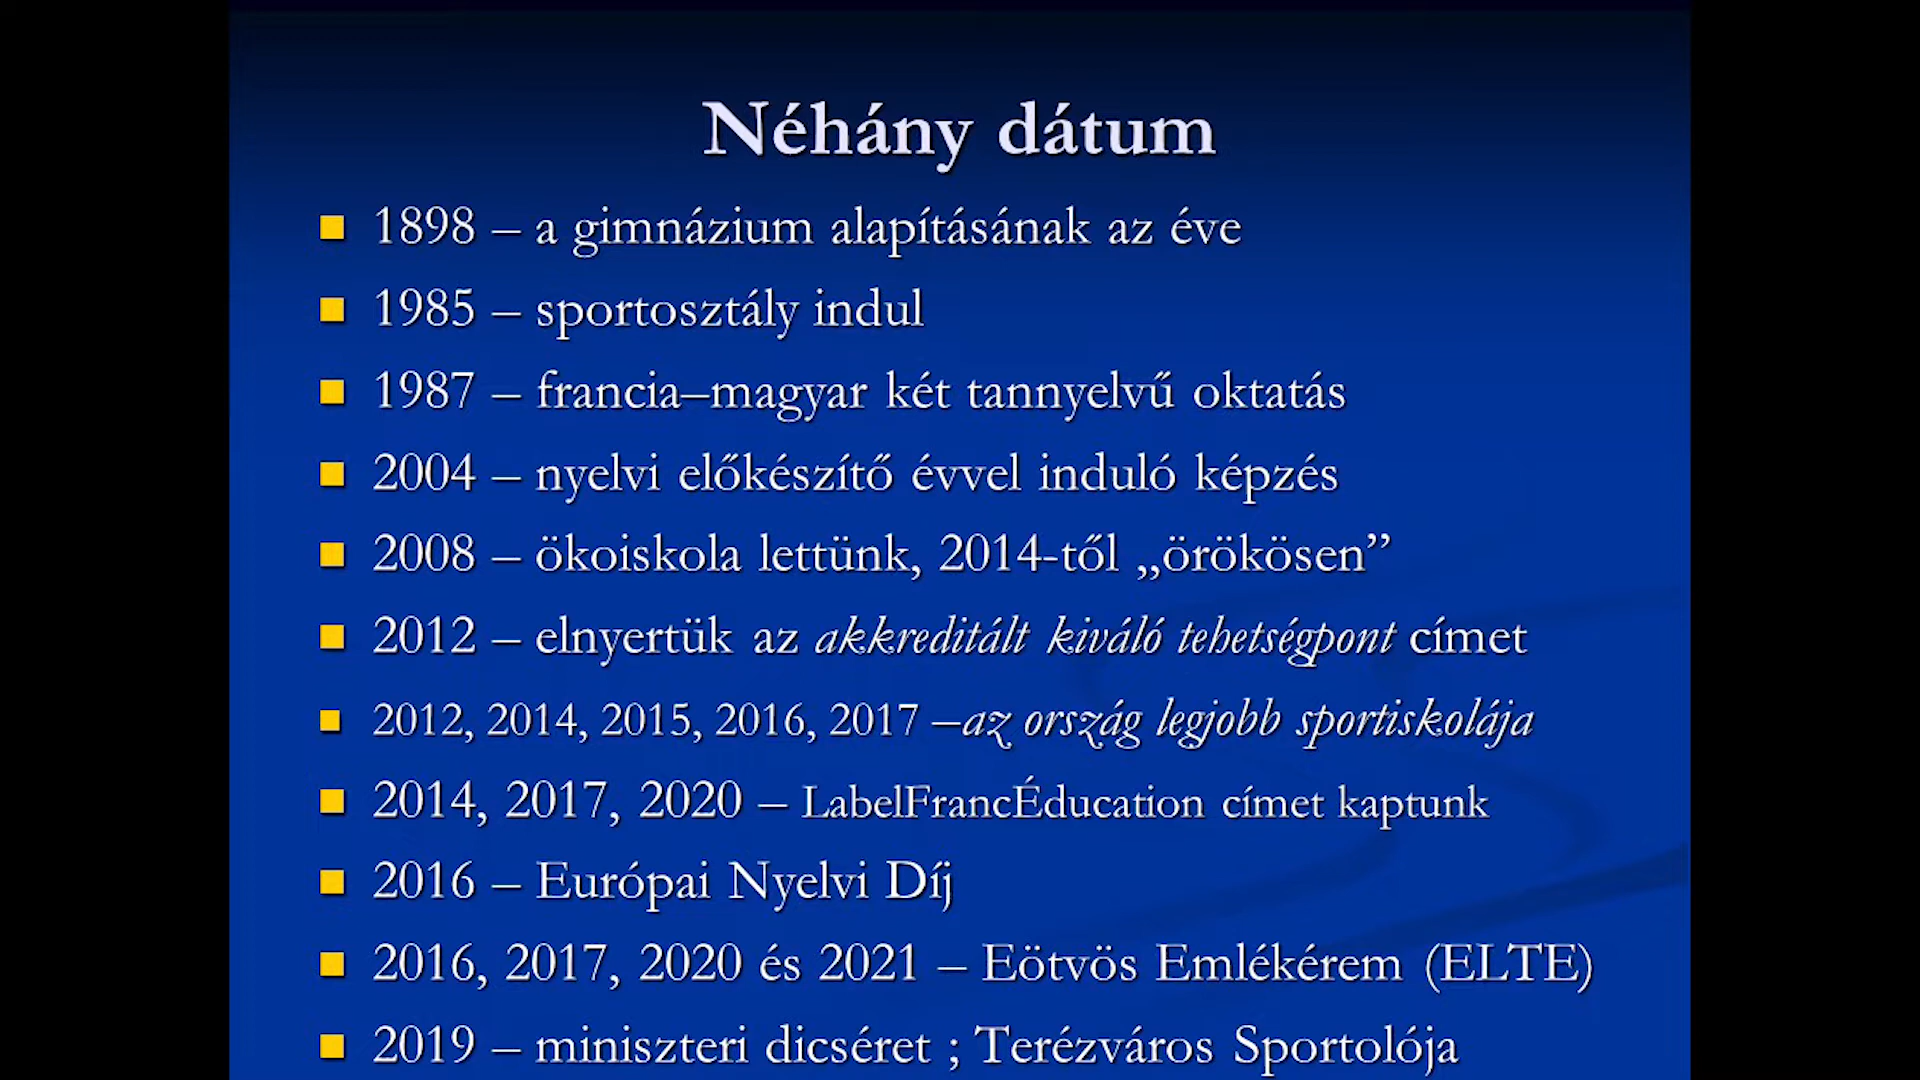 Néhány dátum
1898 – a gimnázium alapításának az éve
1985 – sportosztály indul
1987 – francia–magyar két tannyelvű oktatás
2004 – nyelvi előkészítő évvel induló képzés
2008 – ökoiskola lettünk, 2014-től „örökösen”
2012 – elnyertük az akkreditált kiváló tehetségpont címet
2012, 2014, 2015, 2016, 2017 –az ország legjobb sportiskolája
2014, 2017, 2020 – LabelFrancÉducation címet kaptunk
2016 – Európai Nyelvi Díj
2016, 2017, 2020 és 2021 – Eötvös Emlékérem (ELTE)
2019 – miniszteri dicséret ; Terézváros Sportolója